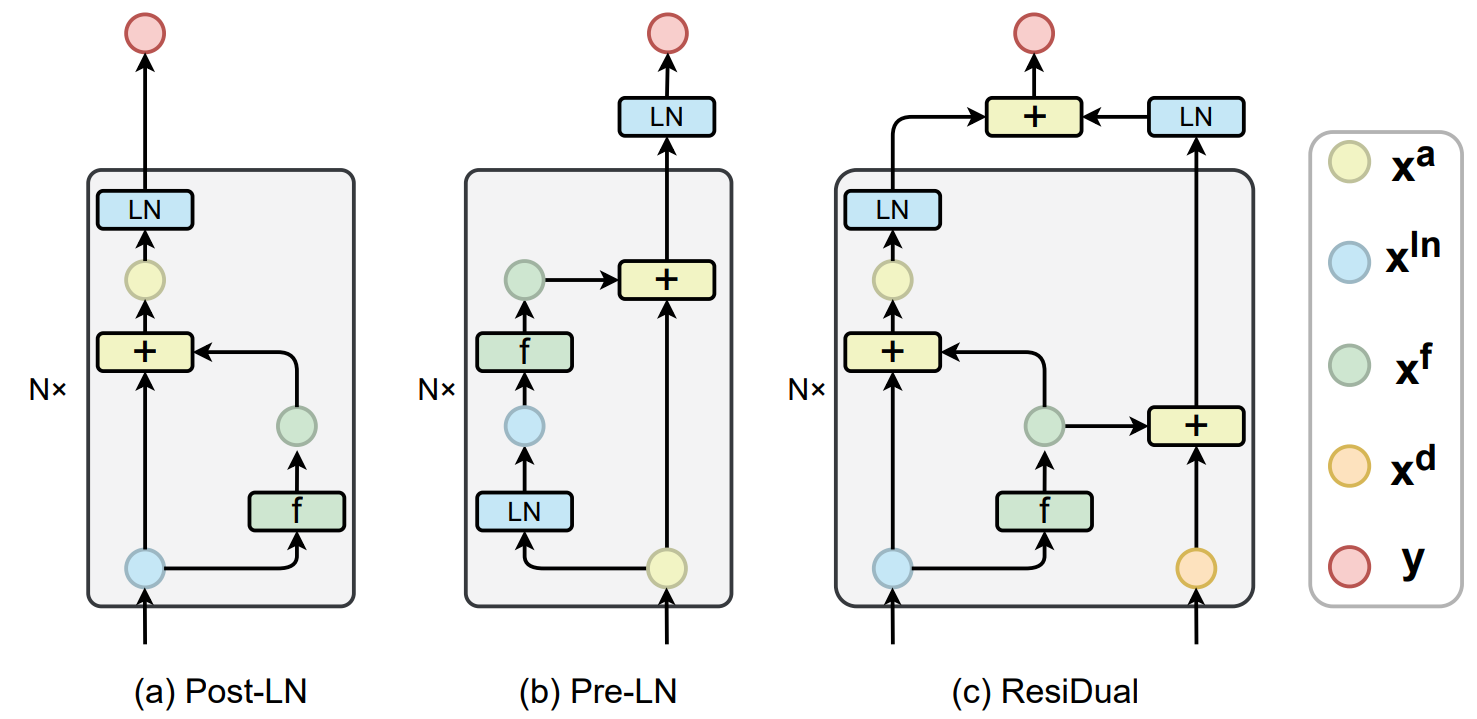 LN
+
f
N×
(a) Post-LN
LN
+
f
LN
N×
(b) Pre-LN
+
LN
LN
+
+
f
N×
(c) ResiDual
x^a
x^ln
x^f
x^d
y